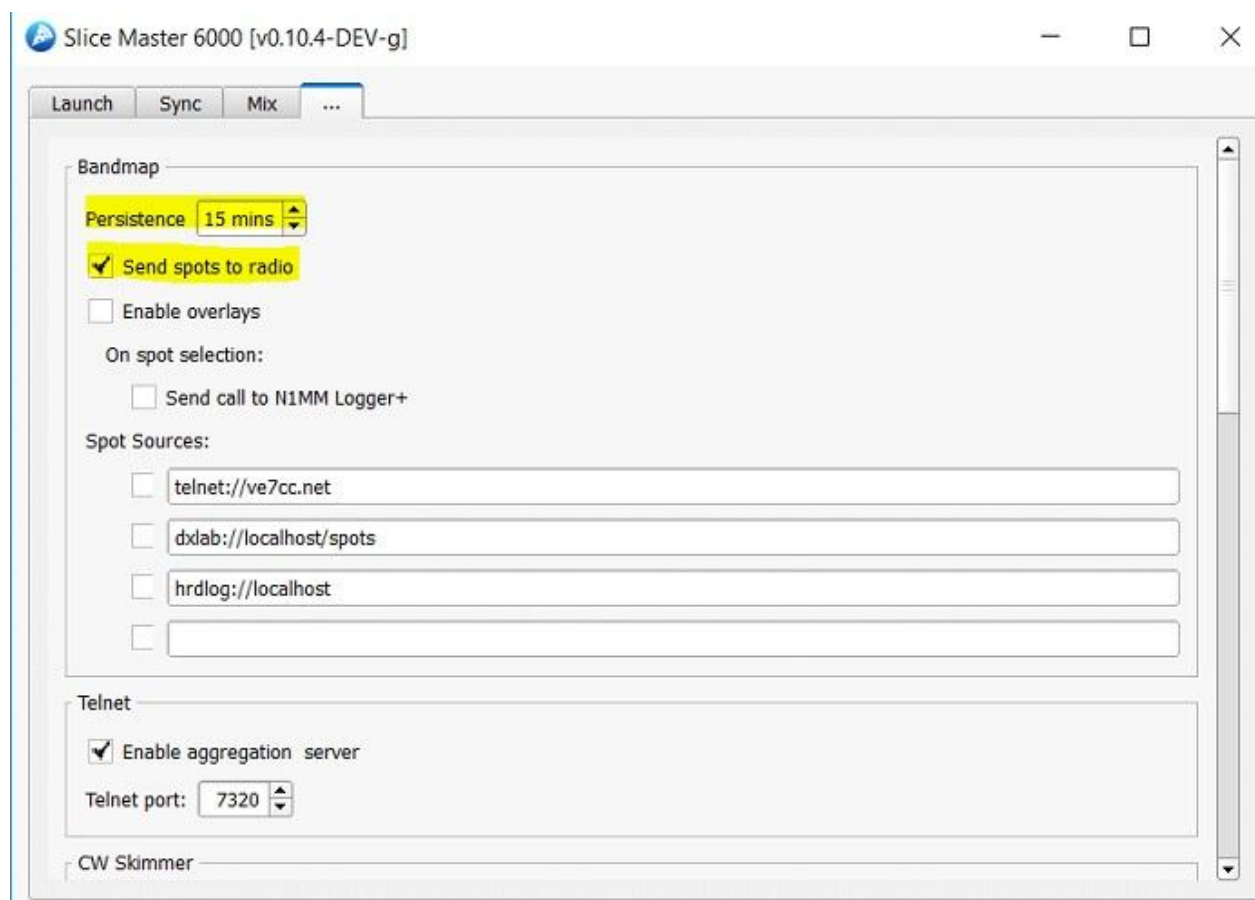 Slice Master 6000 [v0.10.4-DEV-g]
Launch Sync Mix ...
Bandmap
Persistence 15 mins
Send spots to radio
Enable overlays
On spot selection:
Send call to N1MM Logger+
Spot Sources:
telnet://ve7cc.net
dxlab://localhost/spots
hrdlog://localhost
Telnet
Enable aggregation server
Telnet port: 7320
CW Skimmer